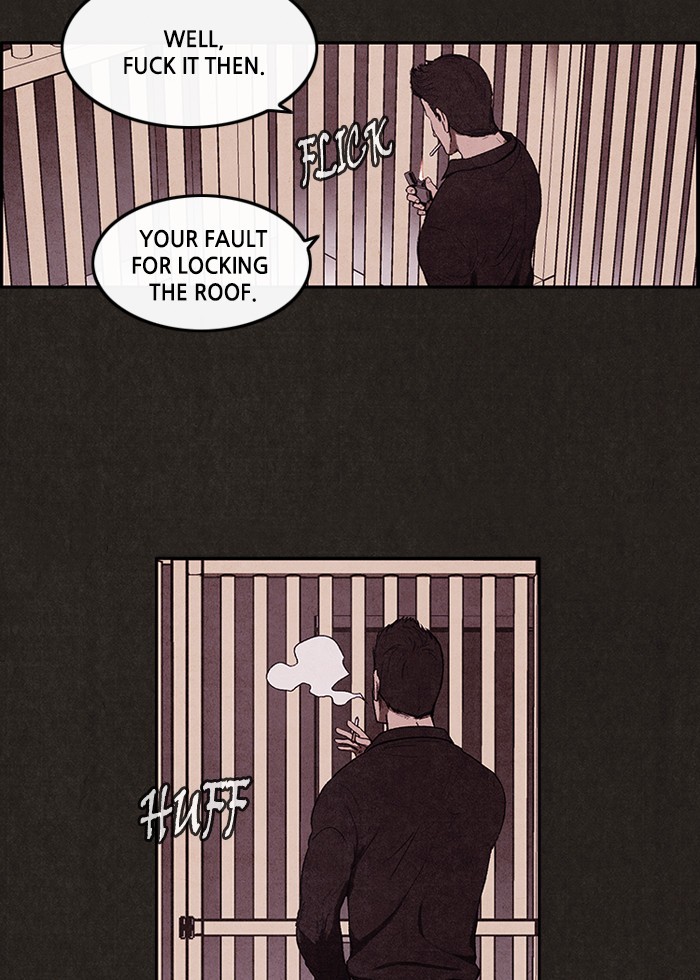 WELL,
FUCK IT THEN.
FLICK
YOUR FAULT
FOR LOCKING
THE ROOF.
HUFF